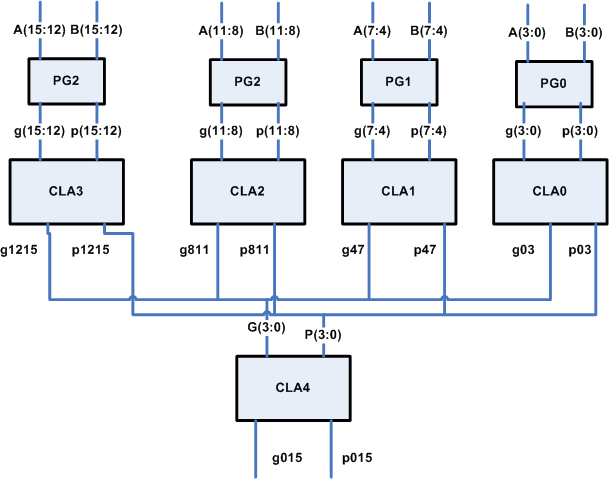 A(15:12) B(15:12) A(11:8) B(11:8) A(7:4) B(7:4) A(3:0) B(3:0)
PG2 PG2 PG1 PG0
g(15:12) p(15:12) g(11:8) p(11:8) g(7:4) p(7:4) g(3:0) p(3:0)
CLA3 CLA2 CLA1 CLA0
g1215 p1215 g811 p811 g47 p47 g03 p03
G(3:0) P(3:0)
CLA4
g015 p015